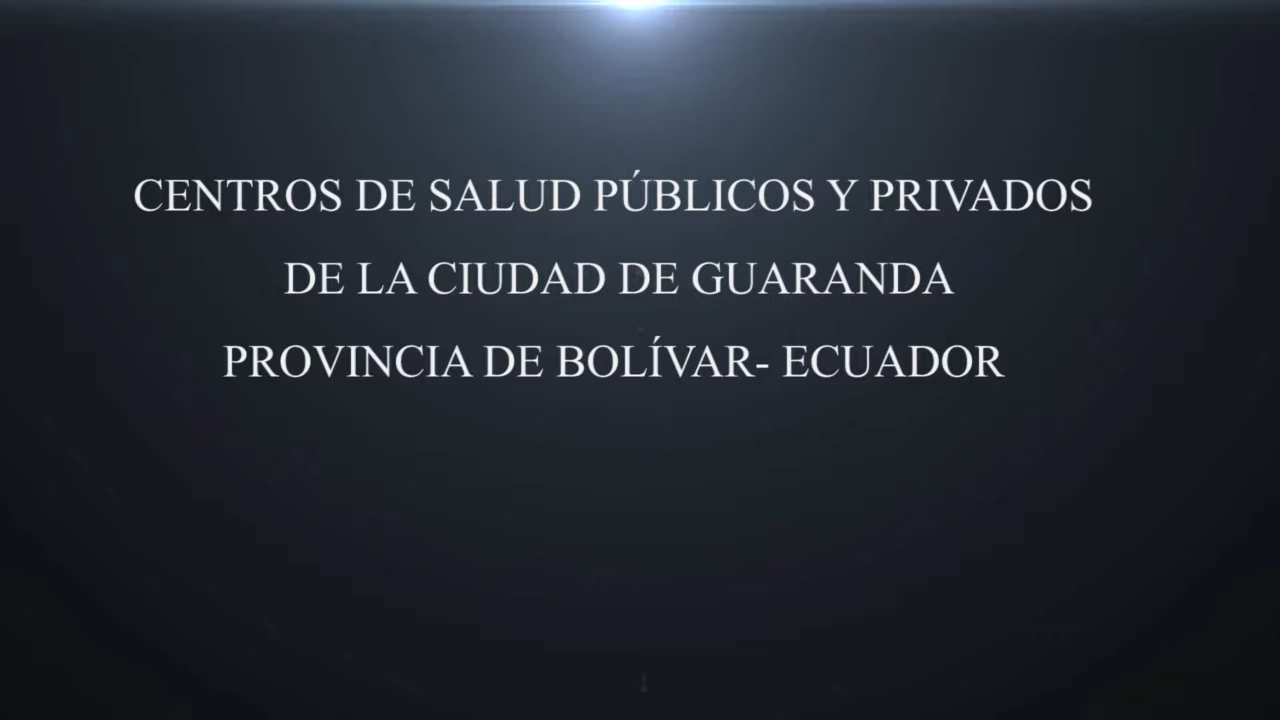 CENTROS DE SALUD PÚBLICOS Y PRIVADOS
DE LA CIUDAD DE GUARANDA
PROVINCIA DE BOLÍVAR- ECUADOR